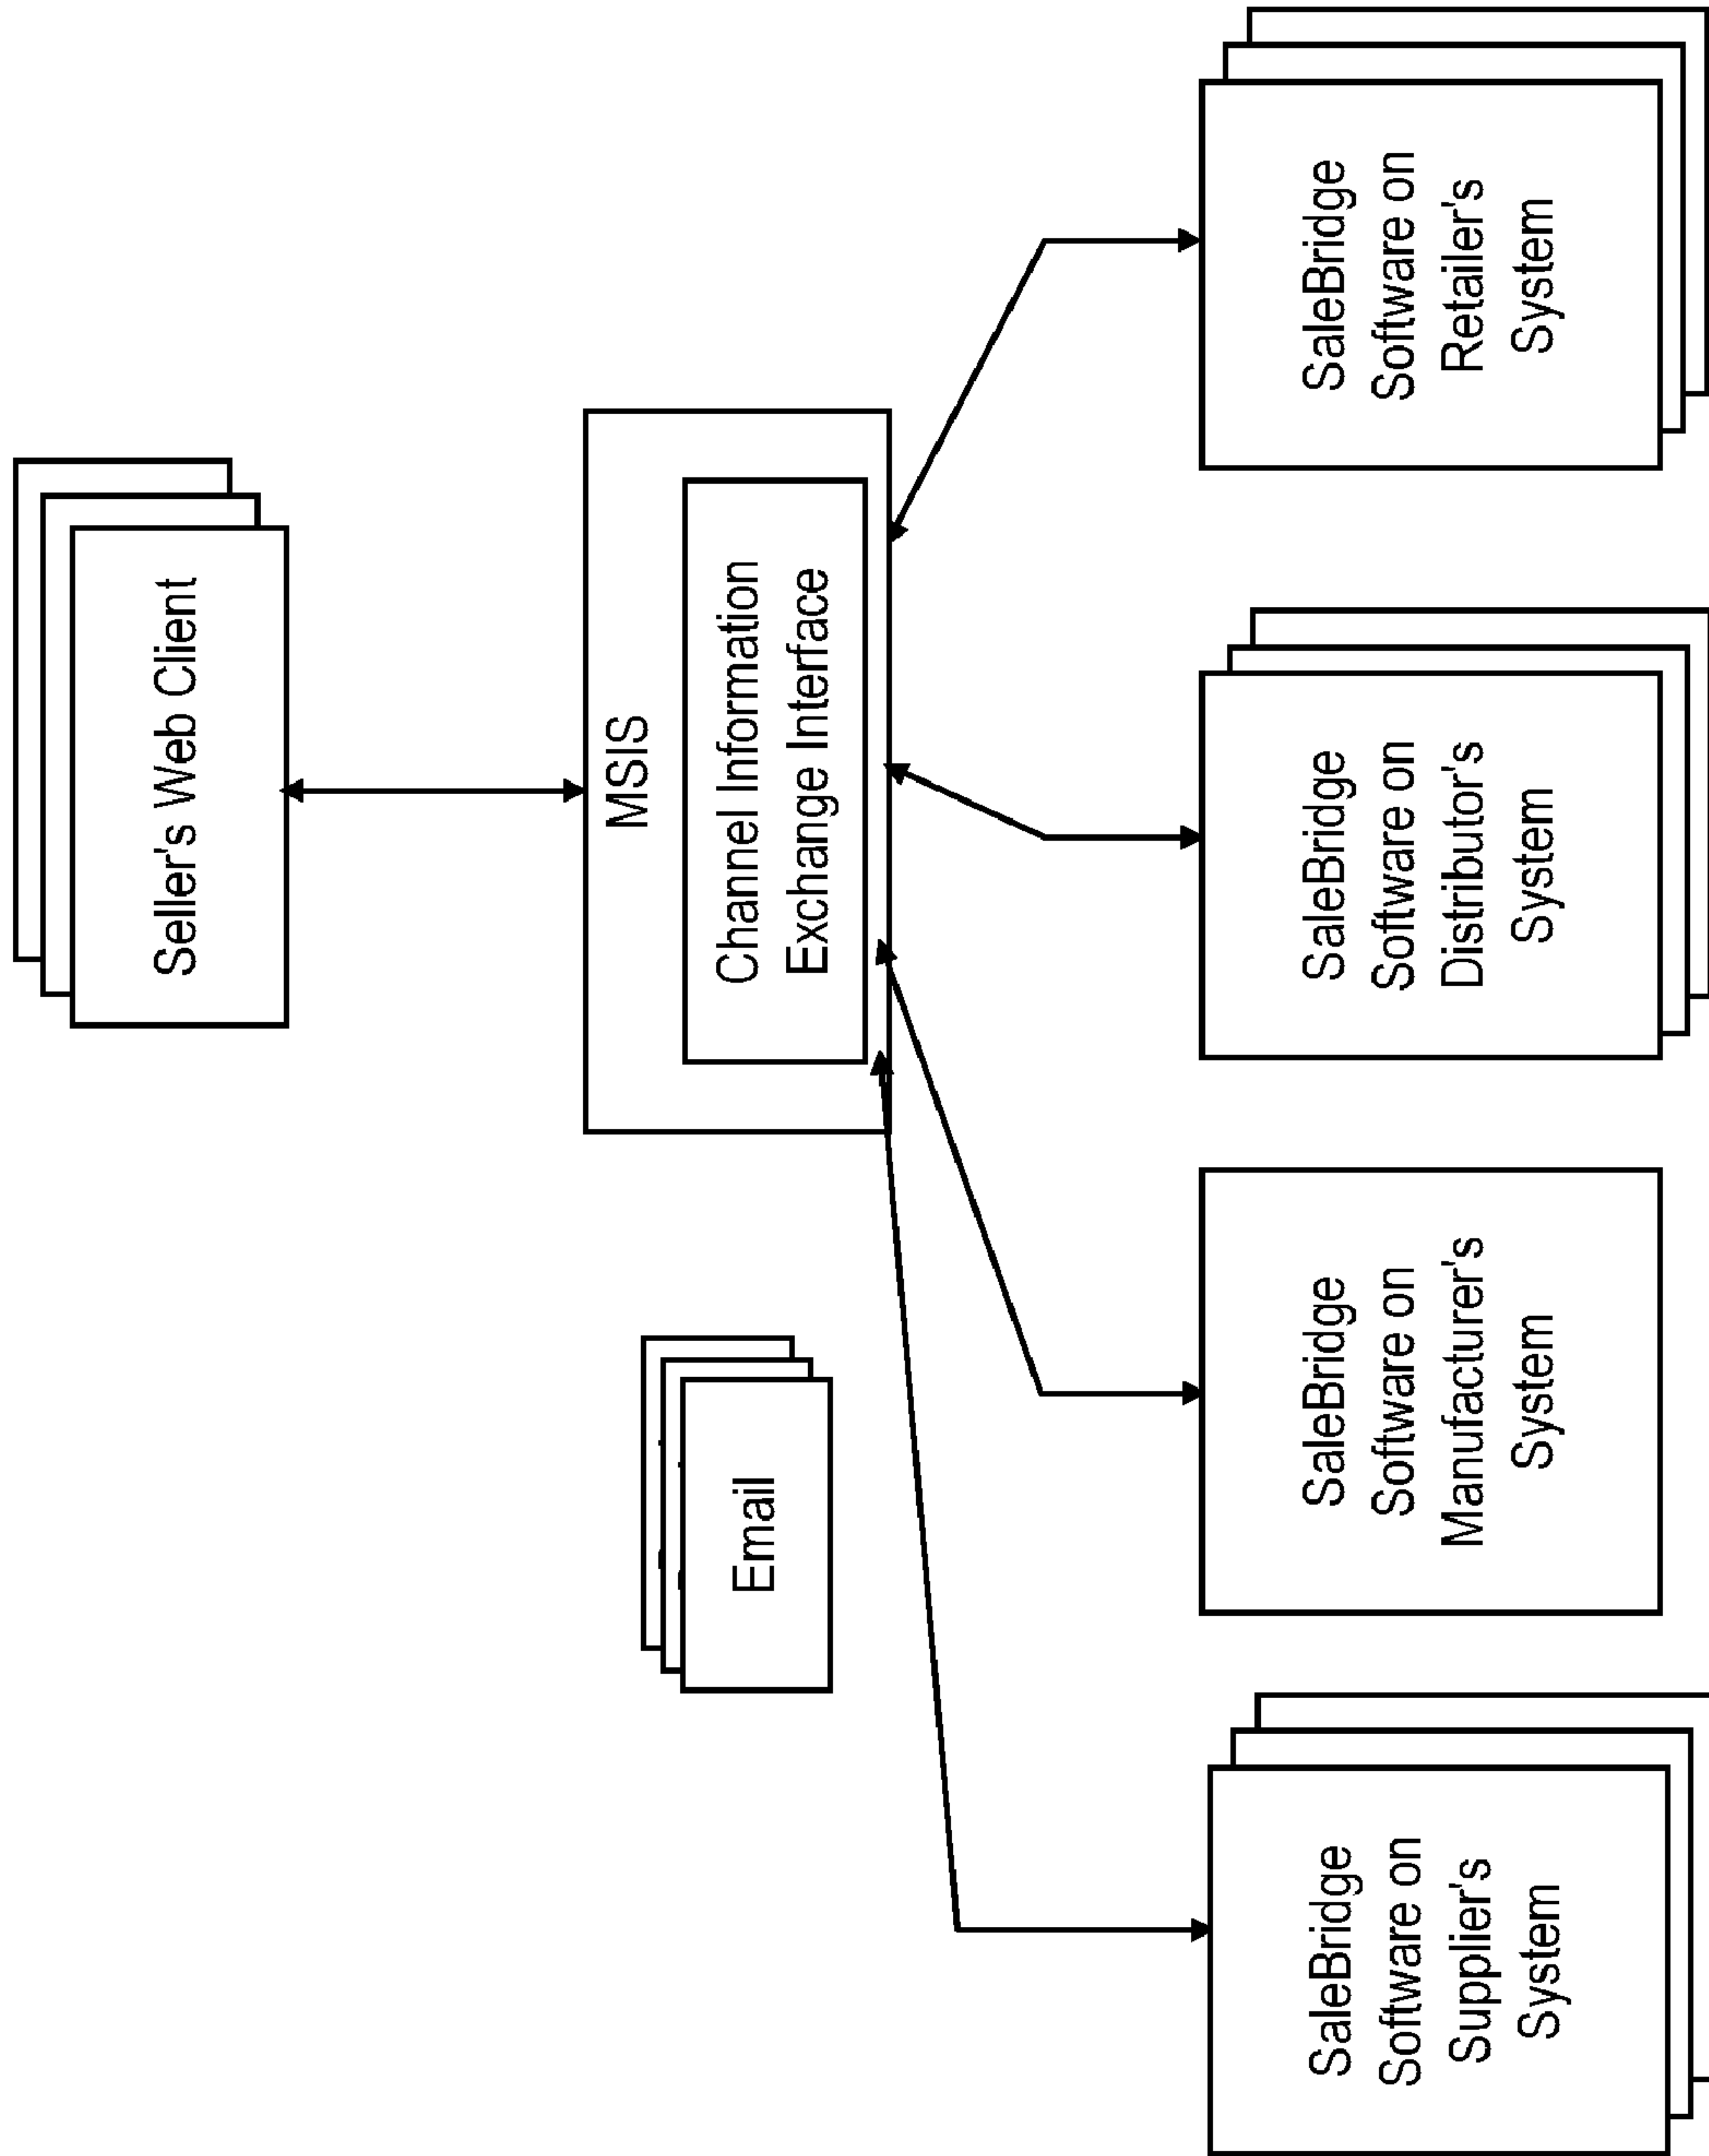 Seller's Web Client
MSIS
Channel Information
Exchange Interface
Email
SaleBridge
Software on
Supplier's
System
SaleBridge
Software on
Manufacturer's
System
SaleBridge
Software on
Distributor's
System
SaleBridge
Software on
Retailer's
System